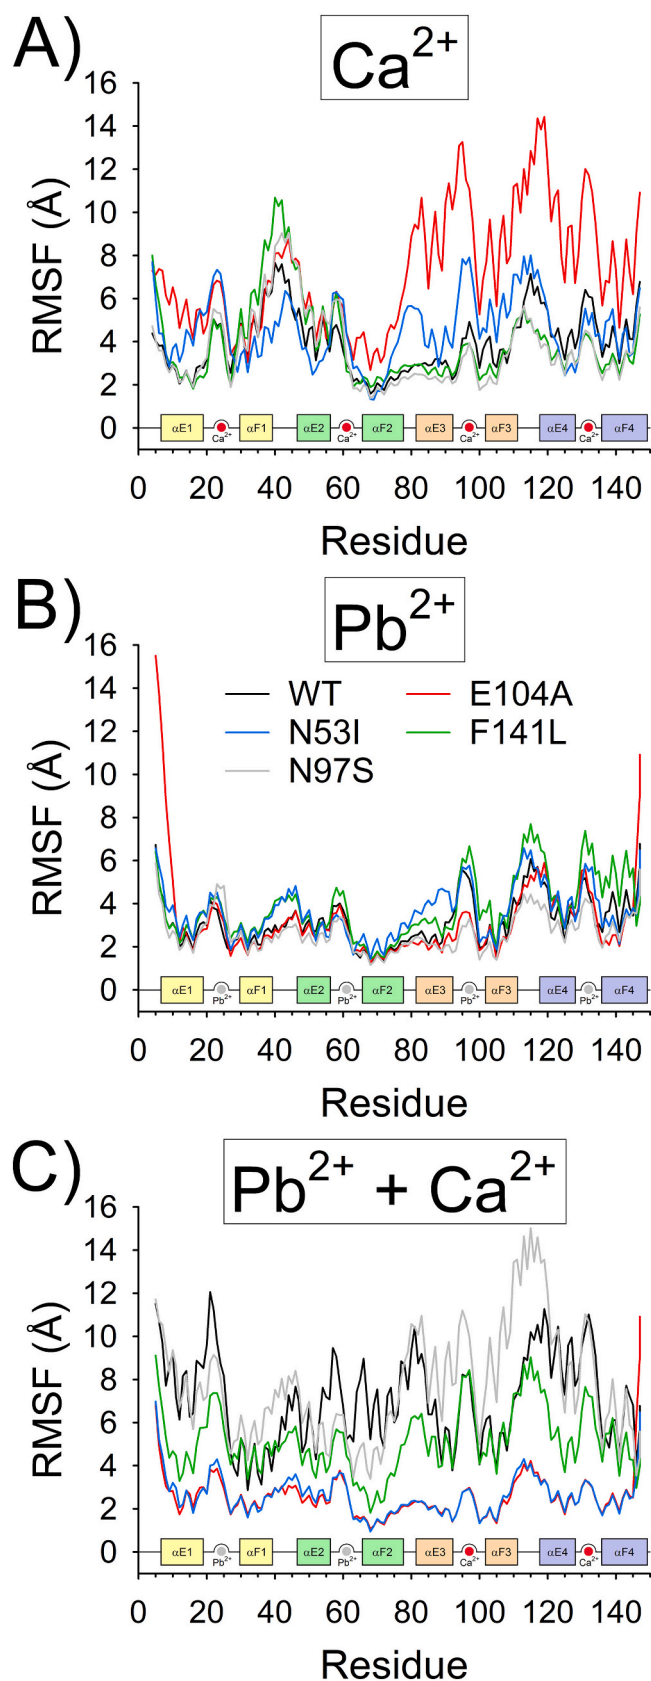 A)
Ca2+
16
14
12
10
8
6
4
2
0
RMSF (Å)
αE1 Ca2+ αF1 αE2 Ca2+ αF2 αE3 Ca2+ αF3 αE4 Ca2+ αF4
0 20 40 60 80 100 120 140
Residue
B)
Pb2+
16
14
12
10
8
6
4
2
0
RMSF (Å)
WT E104A
N53I F141L
N97S
αE1 Pb2+ αF1 αE2 Pb2+ αF2 αE3 Pb2+ αF3 αE4 Pb2+ αF4
0 20 40 60 80 100 120 140
Residue
C)
Pb2+ + Ca2+
16
14
12
10
8
6
4
2
0
RMSF (Å)
αE1 Pb2+ αF1 αE2 Pb2+ αF2 αE3 Ca2+ αF3 αE4 Ca2+ αF4
0 20 40 60 80 100 120 140
Residue